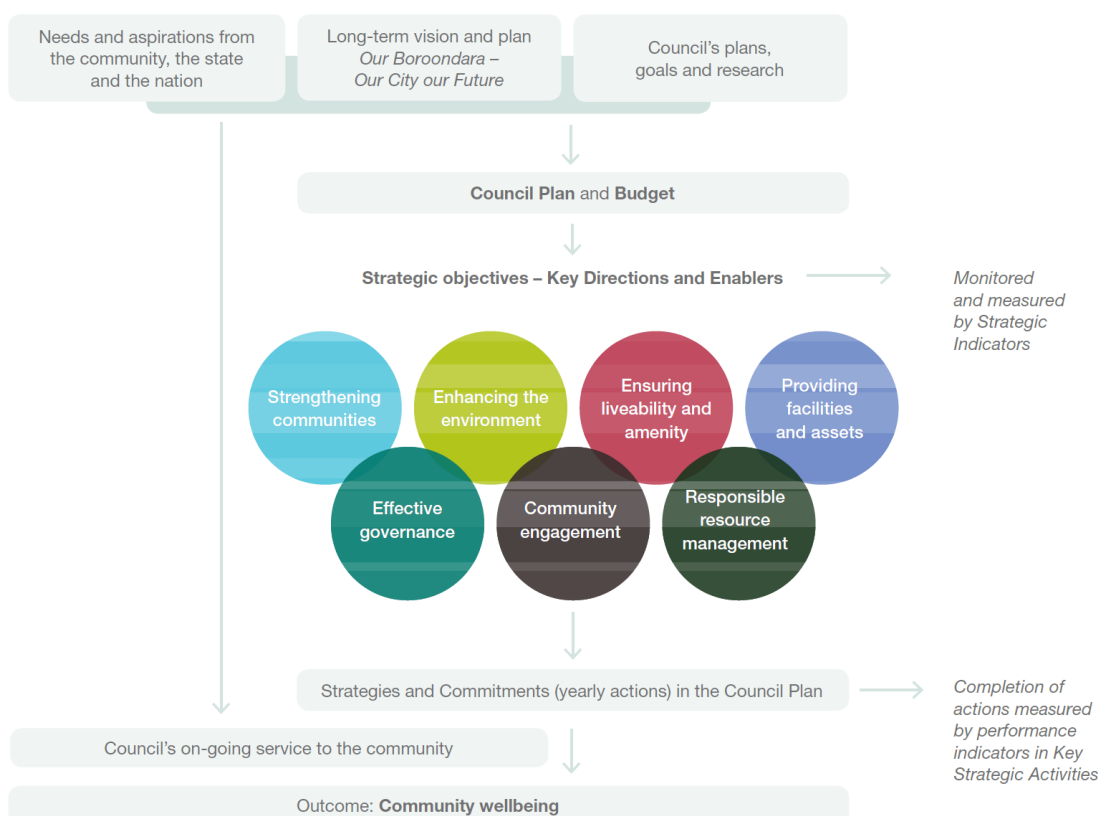 Needs and aspirations from
the community, the state
and the nation
Long-term vision and plan
Our Boroondara –
Our City our Future
Council’s plans,
goals and research
Council Plan and Budget
Strategic objectives – Key Directions and Enablers
Monitored
and measured
by Strategic
Indicators
Strengthening
communities
Enhancing the
environment
Ensuring
liveability and
amenity
Providing
facilities
and assets
Effective
governance
Community
engagement
Responsible
resource
management
Strategies and Commitments (yearly actions) in the Council Plan
Completion of
actions measured
by performance
indicators in Key
Strategic Activities
Council’s on-going service to the community
Outcome: Community wellbeing